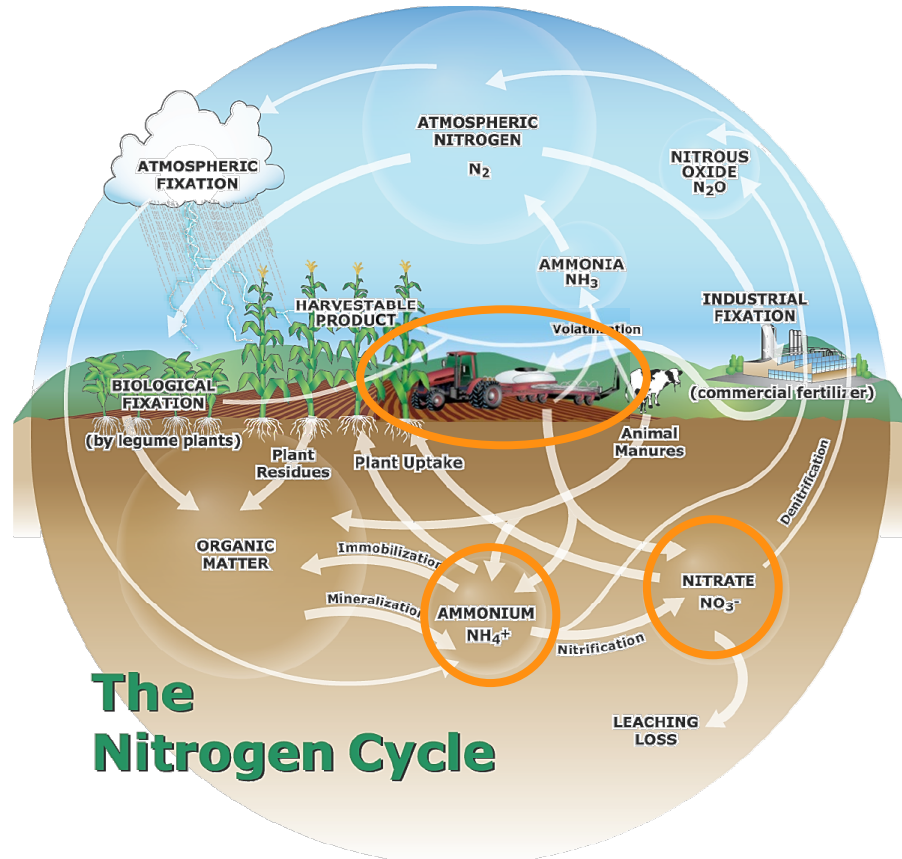 ATMOSPHERIC
NITROGEN
N₂
ATMOSPHERIC
FIXATION
NITROUS
OXIDE
N₂O
AMMONIA
NH₃
HARVESTABLE
PRODUCT
Volatilization
INDUSTRIAL
FIXATION
(commercial fertilizer)
BIOLOGICAL
FIXATION
(by legume plants)
Plant
Residues
Plant Uptake
Animal
Manures
Denitrification
ORGANIC
MATTER
Immobilization
Mineralization
AMMONIUM
NH₄⁺
Nitrification
NITRATE
NO₃⁻
LEACHING
LOSS
The
Nitrogen Cycle